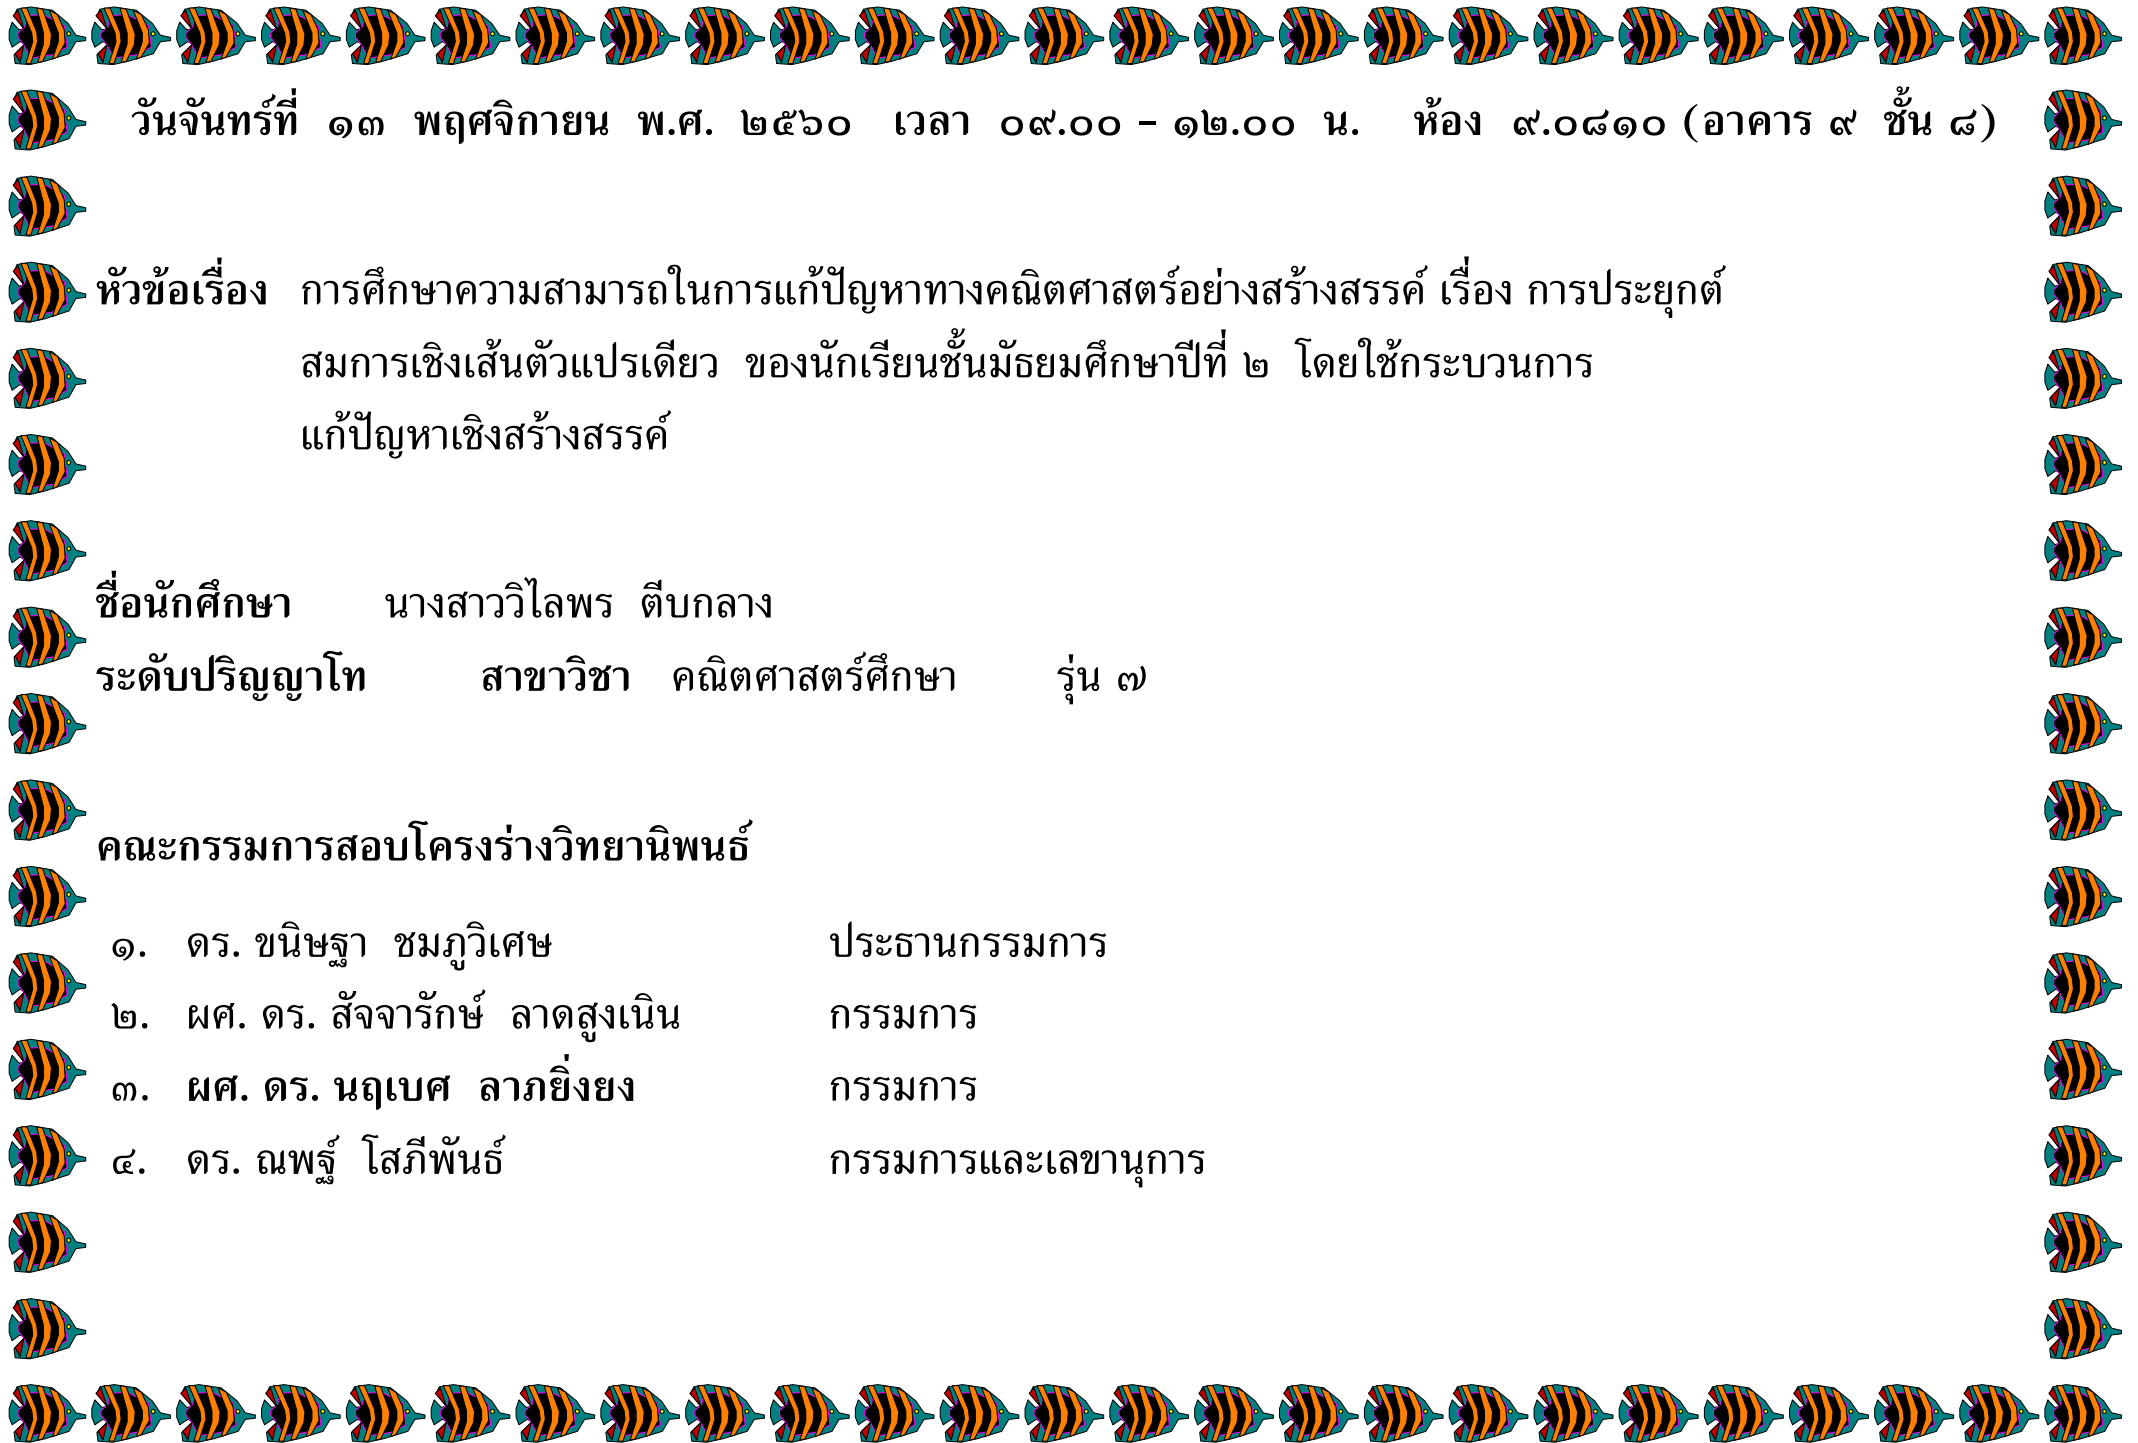 วันจันทร์ที่ ๑๓ พฤศจิกายน พ.ศ. ๒๕๖๐ เวลา ๐๙.๐๐ - ๑๒.๐๐ น. ห้อง ๙.๐๘๑๐ (อาคาร ๙ ชั้น ๘)
หัวข้อเรื่อง การศึกษาความสามารถในการแก้ปัญหาทางคณิตศาสตร์อย่างสร้างสรรค์ เรื่อง การประยุกต์
สมการเชิงเส้นตัวแปรเดียว ของนักเรียนชั้นมัธยมศึกษาปีที่ ๒ โดยใช้กระบวนการ
แก้ปัญหาเชิงสร้างสรรค์
ชื่อนักศึกษา นางสาววิไลพร ตีบกลาง
ระดับปริญญาโท สาขาวิชา คณิตศาสตร์ศึกษา รุ่น ๗
คณะกรรมการสอบโครงร่างวิทยานิพนธ์
๑. ดร. ขนิษฐา ชมภูวิเศษ ประธานกรรมการ
๒. ผศ. ดร. สัจจารักษ์ ลาดสูงเนิน กรรมการ
๓. ผศ. ดร. นฤเบศ ลาภยิ่งยง กรรมการ
๔. ดร. ณพฐ์ โสภีพันธ์ กรรมการและเลขานุการ